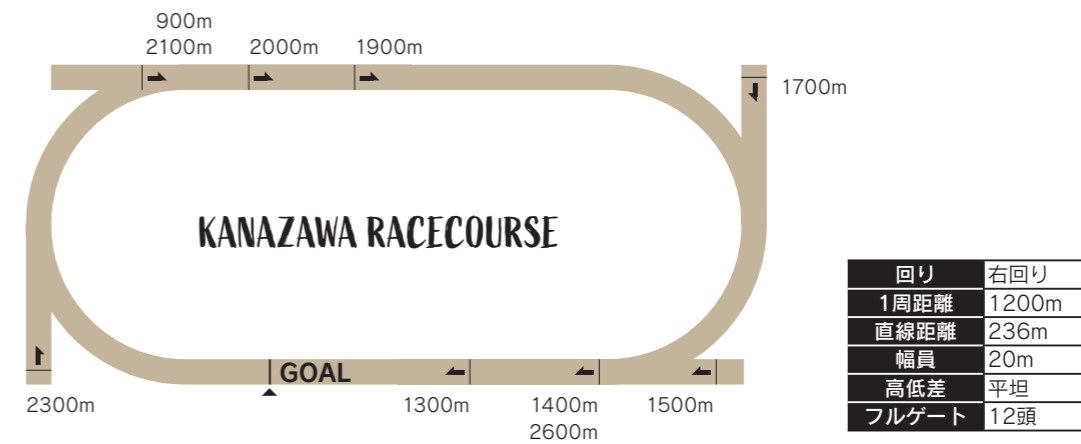 900m
2100m
2000m
1900m
1700m
KANAZAWA RACECOURSE
GOAL
2300m
1300m
1400m
2600m
1500m
回り 右回り
1周距離 1200m
直線距離 236m
幅員 20m
高低差 平坦
フルゲート 12頭